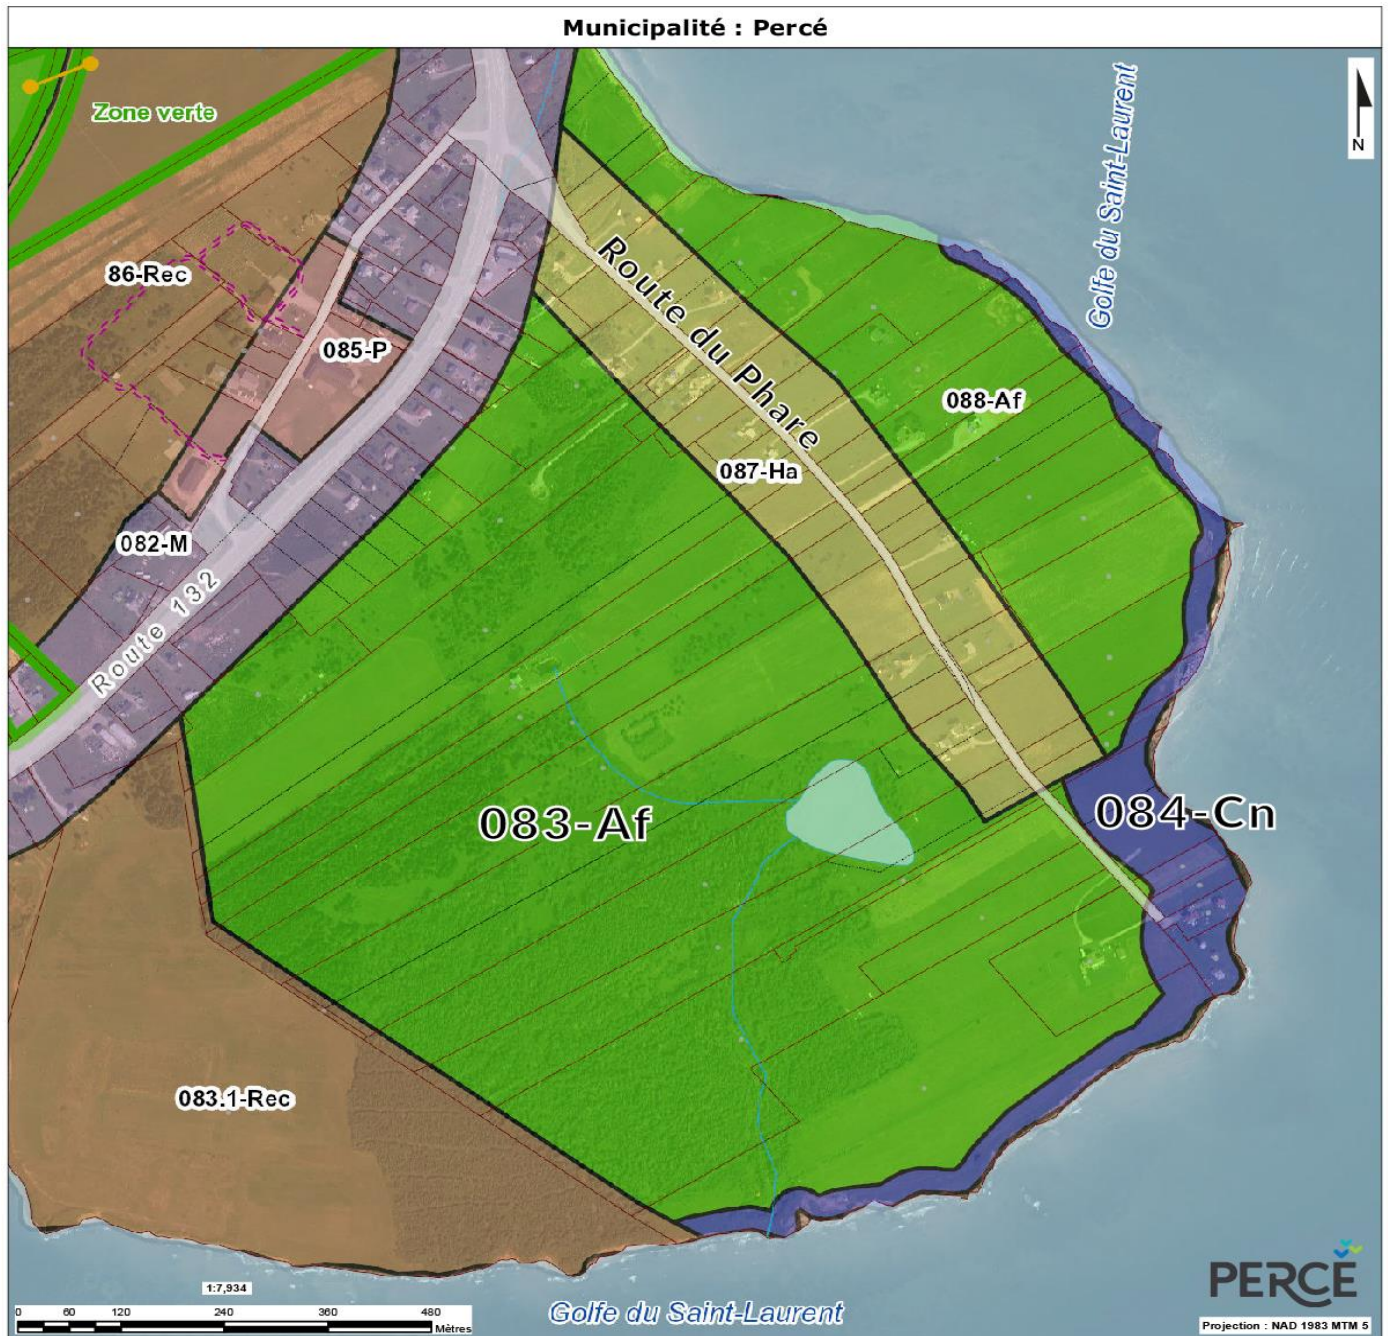 Municipalité : Percé
Zone verte
Golfe du Saint-Laurent
N
86-Rec
Route du Phare
085-P
088-Af
087-Ha
082-M
Route 132
083-Af
084-Cn
083.1-Rec
1:7,934
0 60 120 240 360 480
Mètres
Golfe du Saint-Laurent
PERCÉ
Projection : NAD 1983 MTM 5